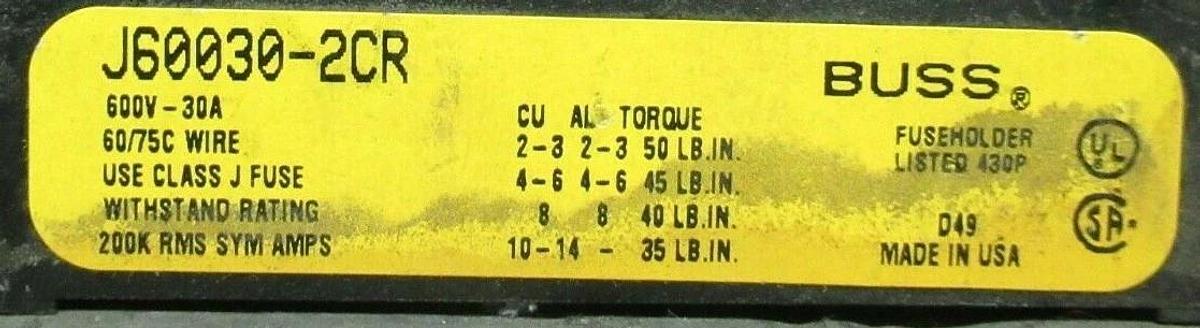 J60030-2CR
600V-30A
60/75C WIRE
USE CLASS J FUSE
WITHSTAND RATING
200K RMS SYM AMPS
CU AL TORQUE
2-3 2-3 50 LB.IN.
4-6 4-6 45 LB.IN.
8 8 40 LB.IN.
10-14 - 35 LB.IN.
BUSS®
FUSEHOLDER
LISTED 430P
UL
D49
MADE IN USA
SA